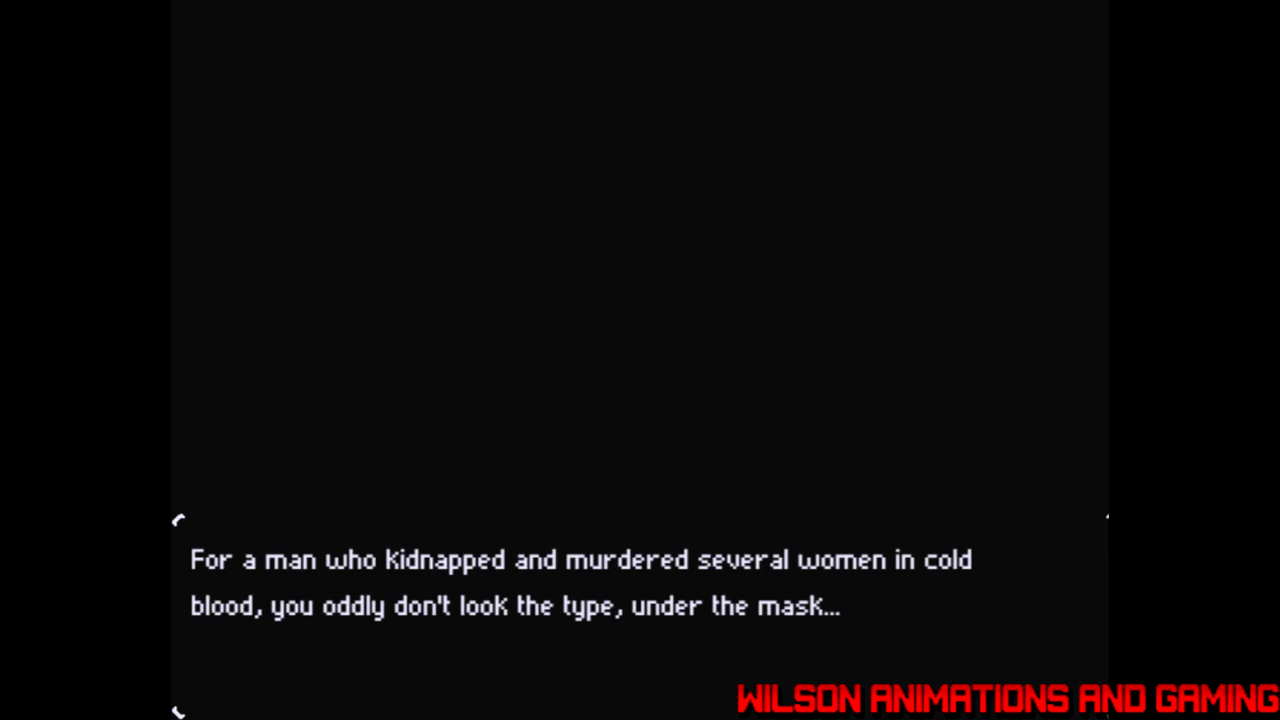 For a man who kidnapped and murdered several women in cold
blood, you oddly don't look the type, under the mask...
WILSON ANIMATIONS AND GAMING